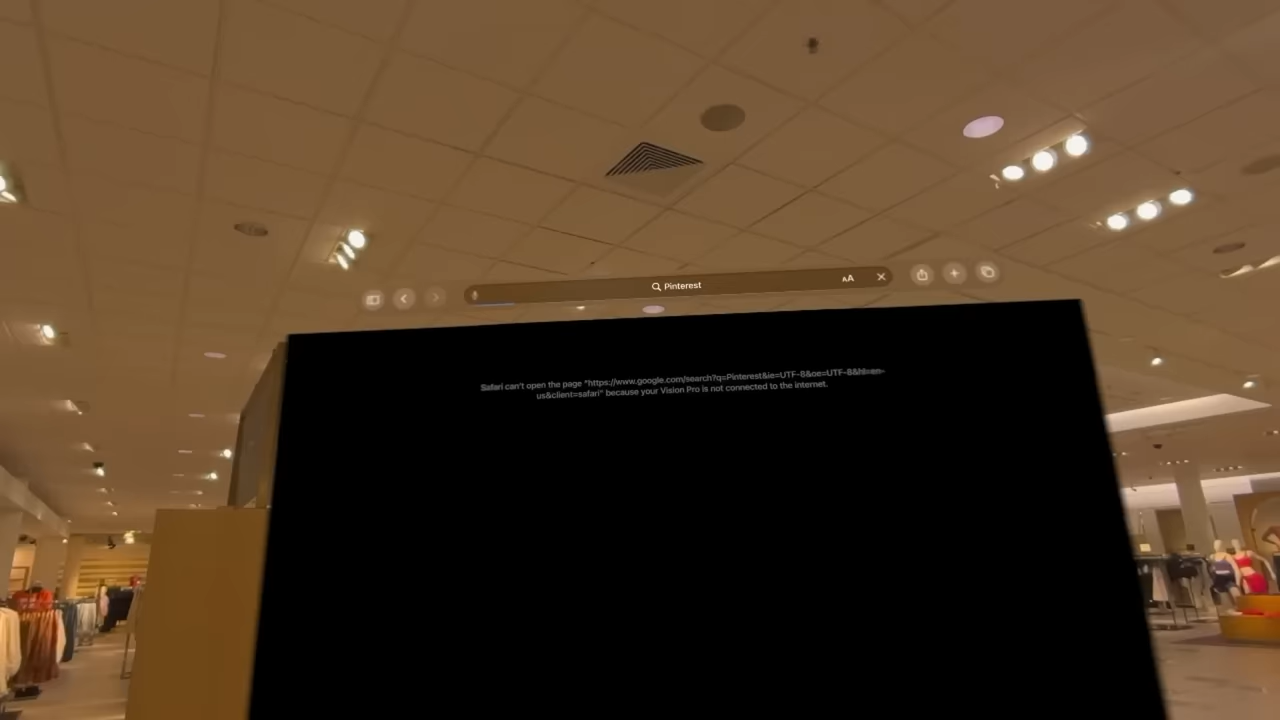 Pinterest
AA
Safari can't open the page "https://www.google.com/search?q=Pinterest&ie=UTF-8&oe=UTF-8&hl=en-
us&client=safari" because your Vision Pro is not connected to the internet.